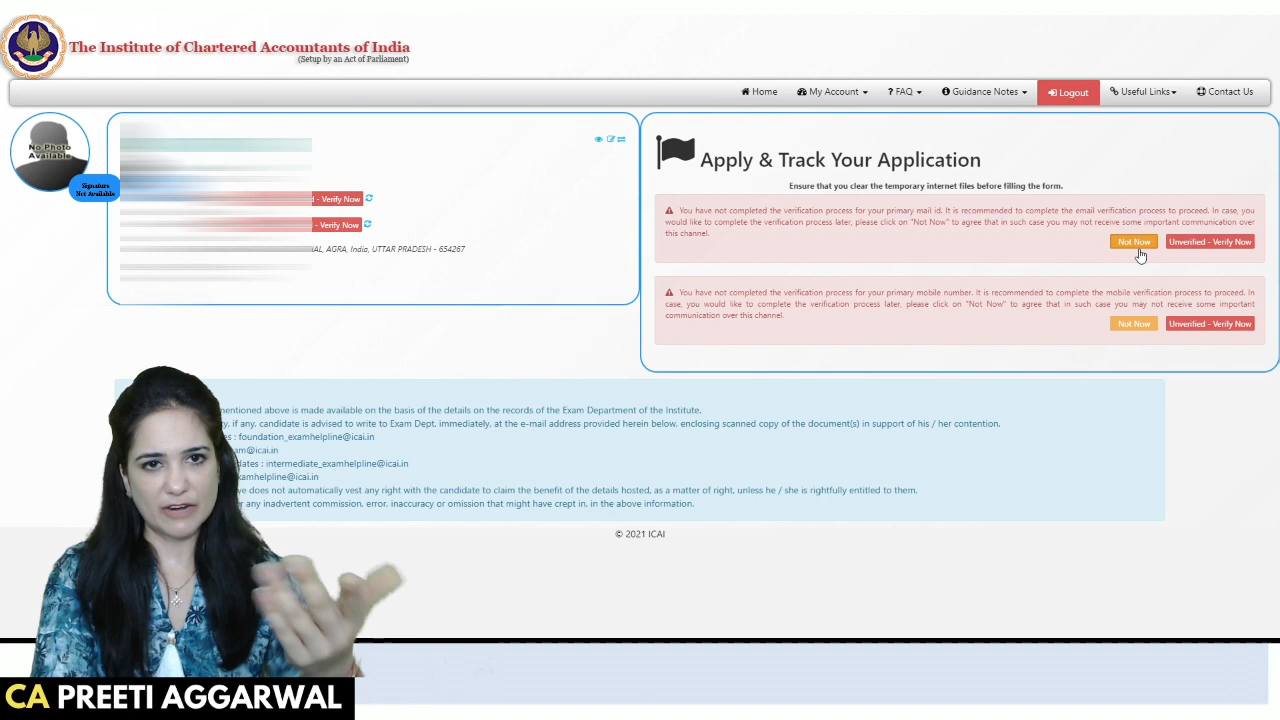 The Institute of Chartered Accountants of India
(Setup by an Act of Parliament)
Home
My Account
? FAQ
Guidance Notes
Logout
Useful Links
Contact Us
No Photo
Available
Signature
Not Available
- Verify Now
- Verify Now
AGRA, India, UTTAR PRADESH - 654267
Apply & Track Your Application
Ensure that you clear the temporary internet files before filling the form.
You have not completed the verification process for your primary mail id. It is recommended to complete the email verification process to proceed. In case, you
would like to complete the verification process later, please click on "Not Now" to agree that in such case you may not receive some important communication over
this channel.
Not Now
Unverified - Verify Now
You have not completed the verification process for your primary mobile number. It is recommended to complete the mobile verification process to proceed. In
case, you would like to complete the verification process later, please click on "Not Now" to agree that in such case you may not receive some important
communication over this channel.
Not Now
Unverified - Verify Now
mentioned above is made available on the basis of the details on the records of the Exam Department of the Institute.
if any, candidate is advised to write to Exam Dept. immediately, at the e-mail address provided herein below, enclosing scanned copy of the document(s) in support of his / her contention.
: foundation_examhelpline@icai.in
@icai.in
: intermediate_examhelpline@icai.in
examhelpline@icai.in
does not automatically vest any right with the candidate to claim the benefit of the details hosted, as a matter of right, unless he / she is rightfully entitled to them.
any inadvertent commission, error, inaccuracy or omission that might have crept in, in the above information.
© 2021 ICAI
CA PREETI AGGARWAL